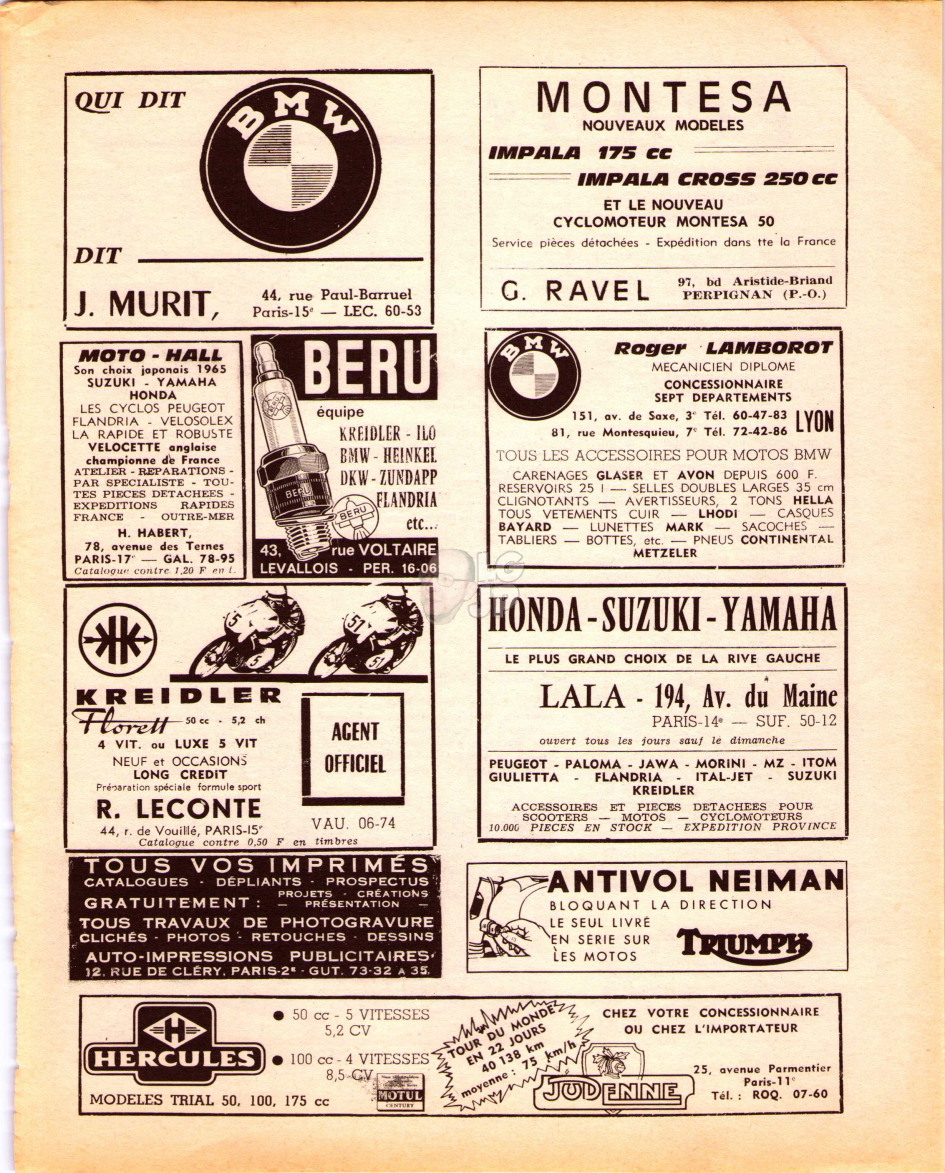 QUI DIT
BMW
DIT
J. MURIT,
44, rue Paul-Barruel
Paris-15e — LEC. 60-53
MONTESA
NOUVEAUX MODELES
IMPALA 175 cc
IMPALA CROSS 250 cc
ET LE NOUVEAU
CYCLOMOTEUR MONTESA 50
Service pièces détachées - Expédition dans tte la France
G. RAVEL
97, bd Aristide-Briand
PERPIGNAN (P.-O.)
MOTO - HALL
Son choix japonais 1965
SUZUKI - YAMAHA
HONDA
LES CYCLOS PEUGEOT
FLANDRIA - VELOSOLEX
LA RAPIDE ET ROBUSTE
VELOCETTE anglaise
championne de France
ATELIER - REPARATIONS -
PAR SPECIALISTE - TOU-
TES PIECES DETACHEES -
EXPEDITIONS RAPIDES
FRANCE - OUTRE-MER
H. HABERT,
78, avenue des Ternes
PARIS-17e — GAL. 78-95
Catalogue contre 1,20 F en t.
BERU
équipe
KREIDLER - ILO
BMW - HEINKEL
DKW - ZUNDAPP
FLANDRIA
etc...
BERU
BERU
43, rue VOLTAIRE
LEVALLOIS - PER. 16-06
BMW
Roger LAMBOROT
MECANICIEN DIPLOME
CONCESSIONNAIRE
SEPT DEPARTEMENTS
151, av. de Saxe, 3e Tél. 60-47-83
81, rue Montesquieu, 7e Tél. 72-42-86
LYON
TOUS LES ACCESSOIRES POUR MOTOS BMW
CARENAGES GLASER ET AVON DEPUIS 600 F.
RESERVOIRS 25 l — SELLES DOUBLES LARGES 35 cm
CLIGNOTANTS — AVERTISSEURS, 2 TONS HELLA
TOUS VETEMENTS CUIR — LHODI — CASQUES
BAYARD — LUNETTES MARK — SACOCHES —
TABLIERS — BOTTES, etc. — PNEUS CONTINENTAL
METZELER
KREIDLER
Florett 50 cc - 5,2 ch
4 VIT. ou LUXE 5 VIT
NEUF et OCCASIONS
LONG CREDIT
Préparation spéciale formule sport
R. LECONTE
44, r. de Vouillé, PARIS-15e
5
5
51
51
AGENT
OFFICIEL
VAU. 06-74
Catalogue contre 0,50 F en timbres
HONDA - SUZUKI - YAMAHA
LE PLUS GRAND CHOIX DE LA RIVE GAUCHE
LALA - 194, Av. du Maine
PARIS-14e — SUF. 50-12
ouvert tous les jours sauf le dimanche
PEUGEOT - PALOMA - JAWA - MORINI - MZ - ITOM
GIULIETTA - FLANDRIA - ITAL-JET - SUZUKI
KREIDLER
ACCESSOIRES ET PIECES DETACHEES POUR
SCOOTERS — MOTOS — CYCLOMOTEURS
10.000 PIECES EN STOCK — EXPEDITION PROVINCE
TOUS VOS IMPRIMÉS
CATALOGUES - DÉPLIANTS - PROSPECTUS
GRATUITEMENT : PROJETS - CRÉATIONS
— PRÉSENTATION —
TOUS TRAVAUX DE PHOTOGRAVURE
CLICHÉS - PHOTOS - RETOUCHES - DESSINS
AUTO-IMPRESSIONS PUBLICITAIRES
12, RUE DE CLÉRY, PARIS-2e - GUT. 73-32 A 35
ANTIVOL NEIMAN
BLOQUANT LA DIRECTION
LE SEUL LIVRÉ
EN SERIE SUR
LES MOTOS
TRIUMPH
H
HERCULES
MODELES TRIAL 50, 100, 175 cc
● 50 cc - 5 VITESSES
5,2 CV
● 100 cc - 4 VITESSES
8,5 CV
MOTUL
CENTURY
TOUR DU MONDE
EN 22 JOURS
40 138 km
moyenne : 75 km/h
CHEZ VOTRE CONCESSIONNAIRE
OU CHEZ L'IMPORTATEUR
JUDENNE
25, avenue Parmentier
Paris-11e
Tél. : ROQ. 07-60